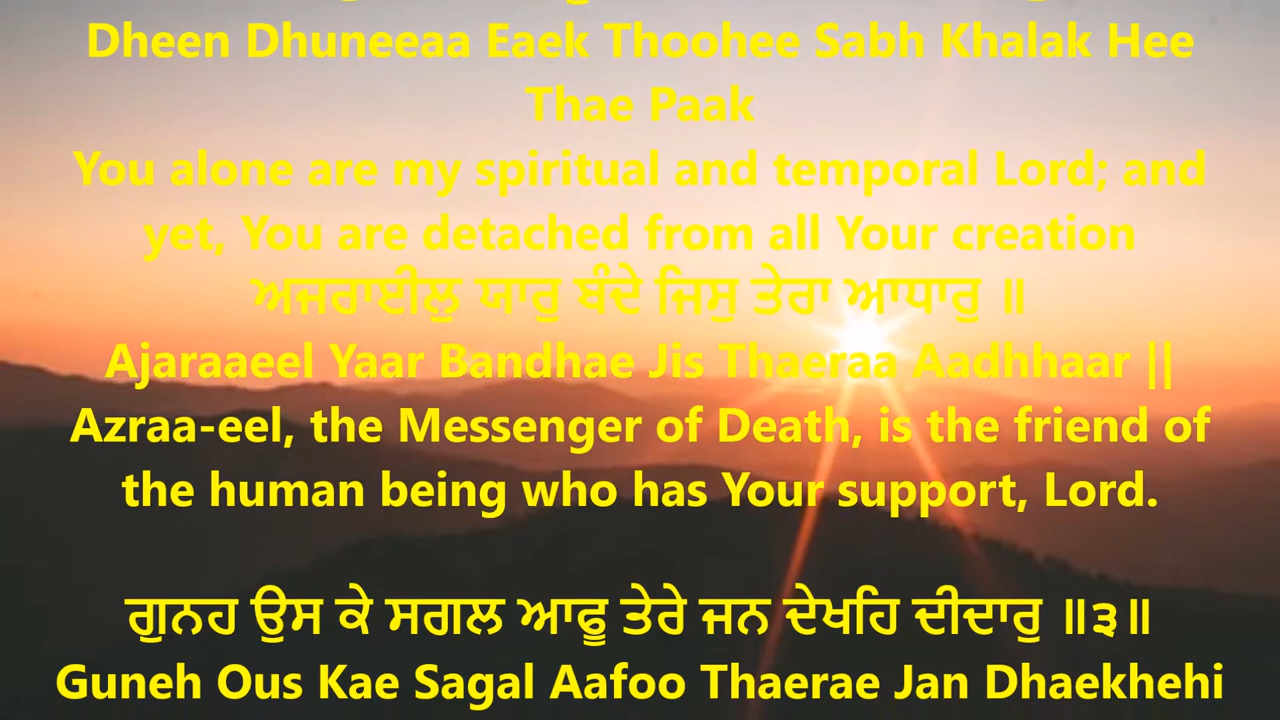 Dheen Dhuneeaa Eaek Thoohee Sabh Khalak Hee
Thae Paak
You alone are my spiritual and temporal Lord; and
yet, You are detached from all Your creation
ਅਜਰਾਈਲੁ ਯਾਰੁ ਬੰਦੇ ਜਿਸੁ ਤੇਰਾ ਆਧਾਰੁ ॥
Ajaraaeel Yaar Bandhae Jis Thaeraa Aadhhaar ||
Azraa-eel, the Messenger of Death, is the friend of
the human being who has Your support, Lord.
ਗੁਨਹ ਉਸ ਕੇ ਸਗਲ ਆਫੂ ਤੇਰੇ ਜਨ ਦੇਖਹਿ ਦੀਦਾਰੁ ॥੩॥
Guneh Ous Kae Sagal Aafoo Thaerae Jan Dhaekhehi